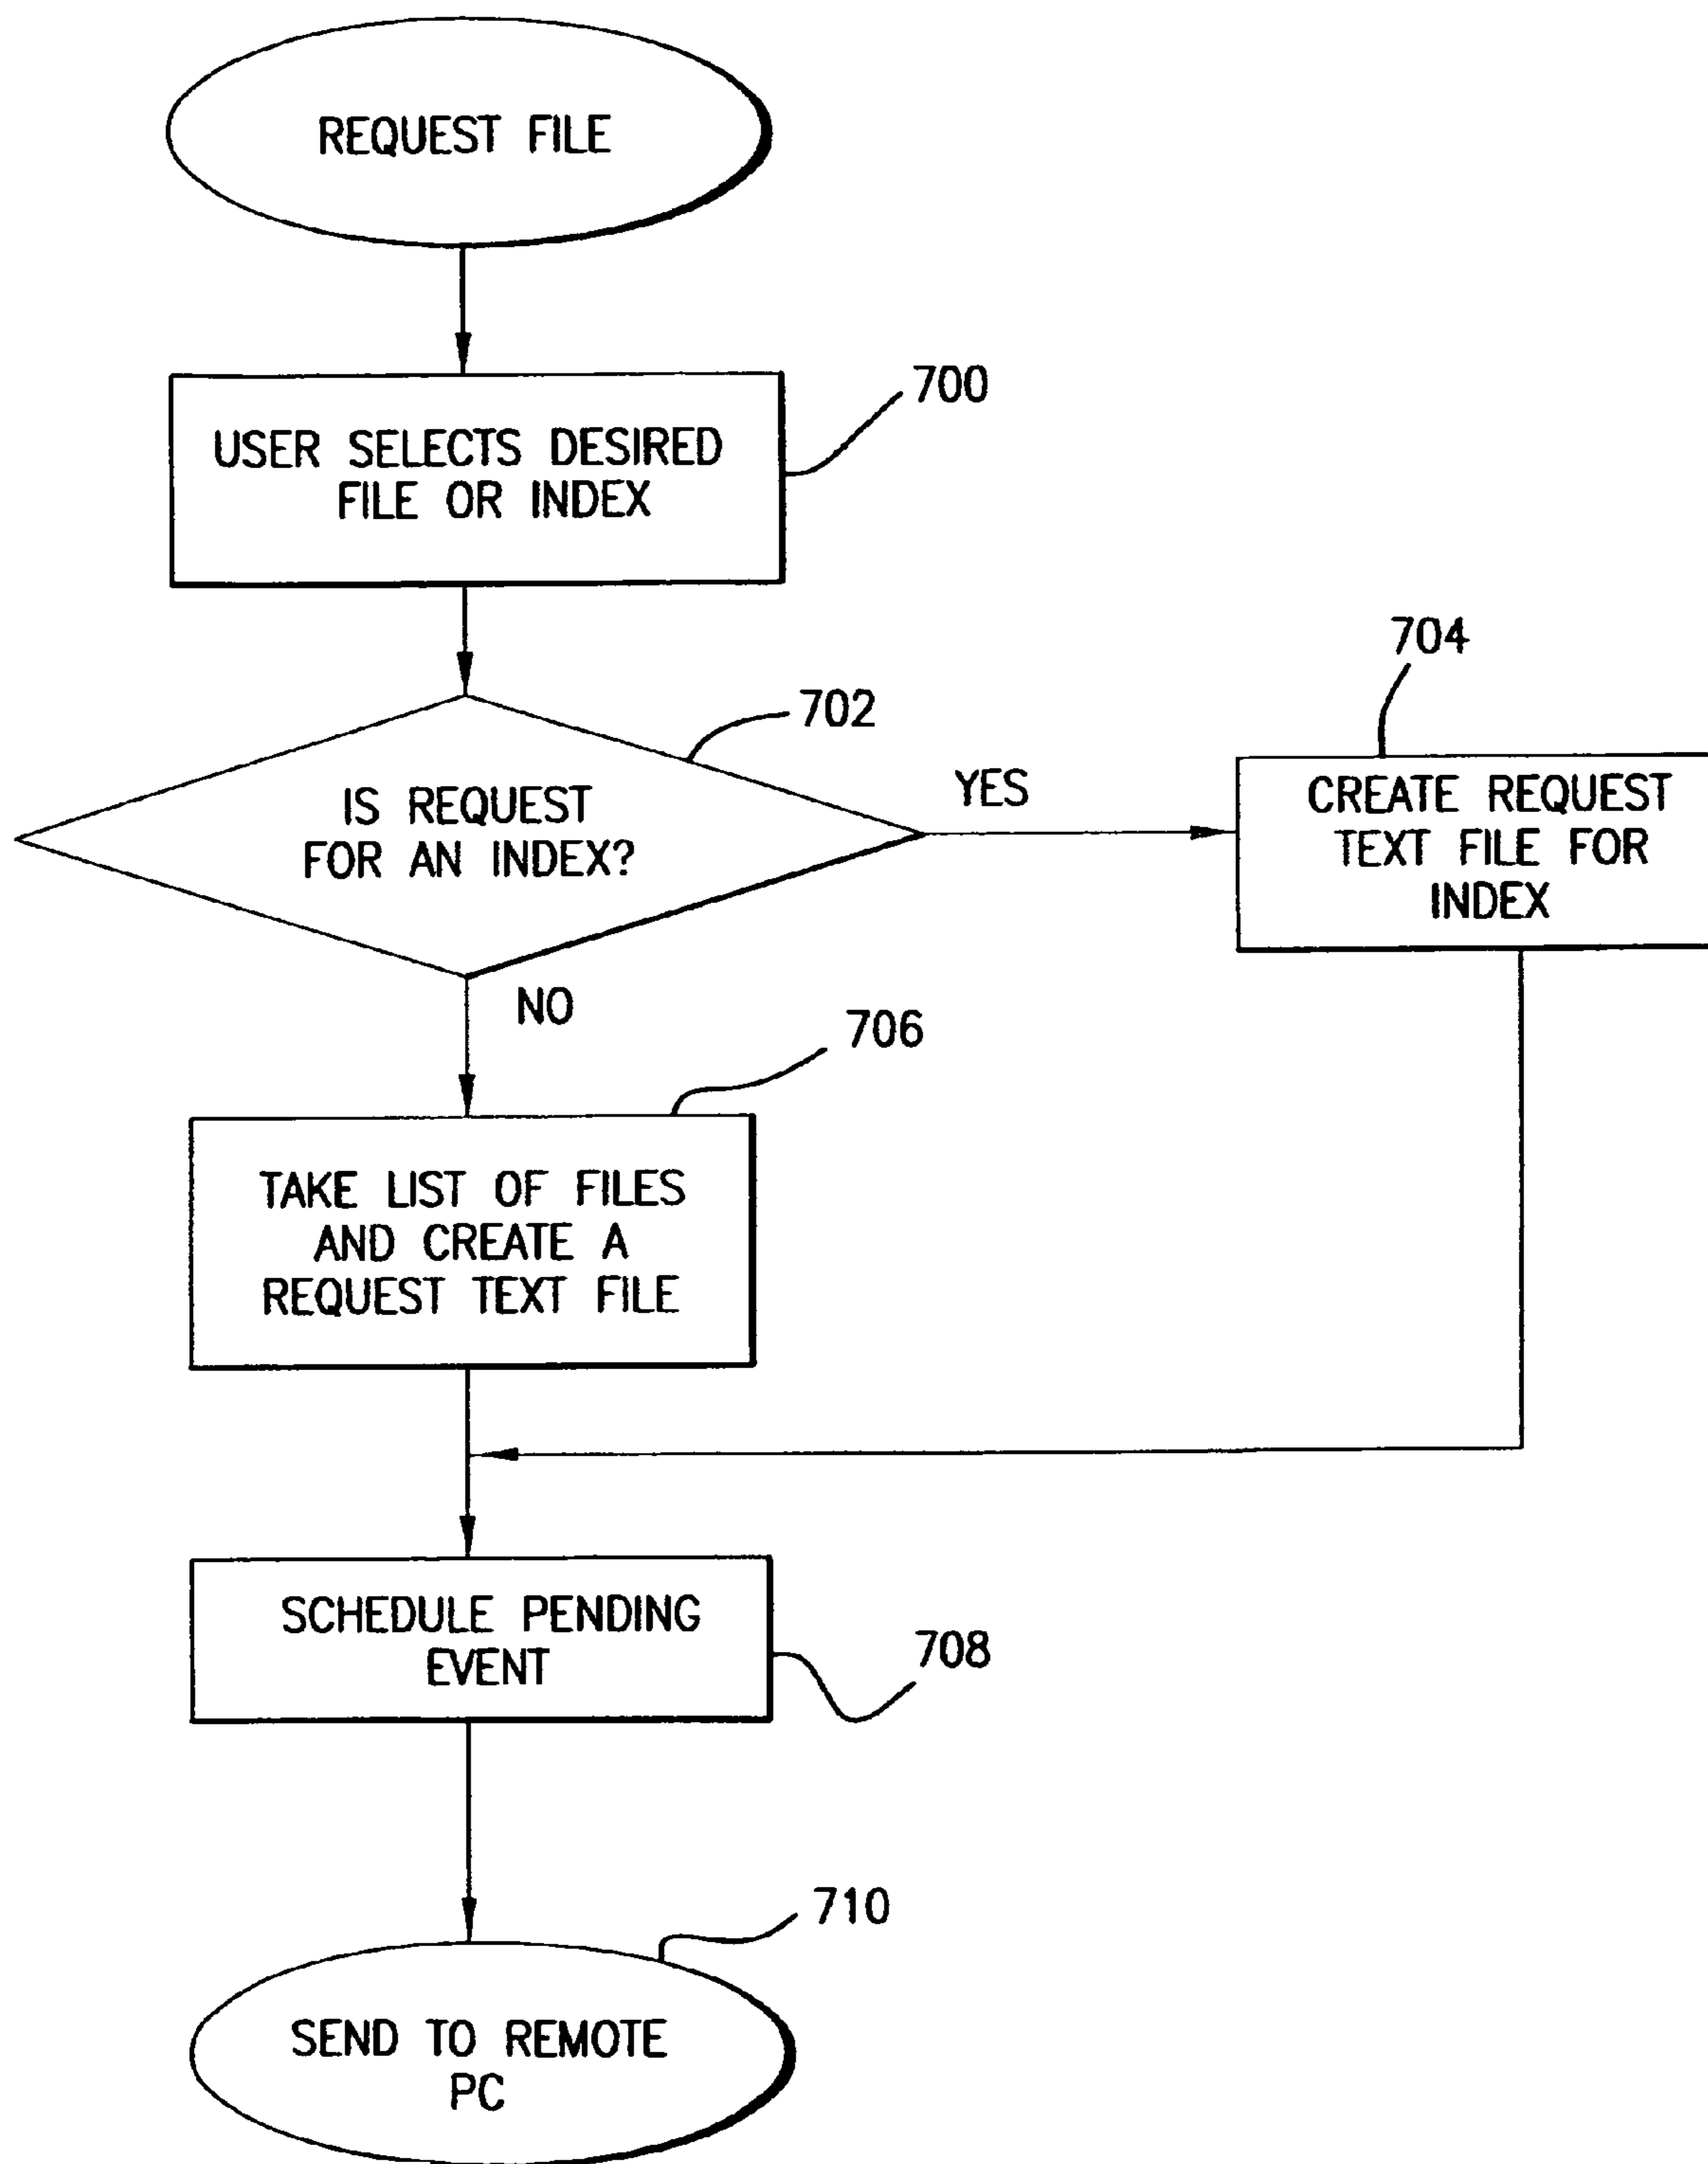 REQUEST FILE
700
USER SELECTS DESIRED
FILE OR INDEX
702
IS REQUEST
FOR AN INDEX?
YES
704
CREATE REQUEST
TEXT FILE FOR
INDEX
NO
706
TAKE LIST OF FILES
AND CREATE A
REQUEST TEXT FILE
SCHEDULE PENDING
EVENT
708
710
SEND TO REMOTE
PC